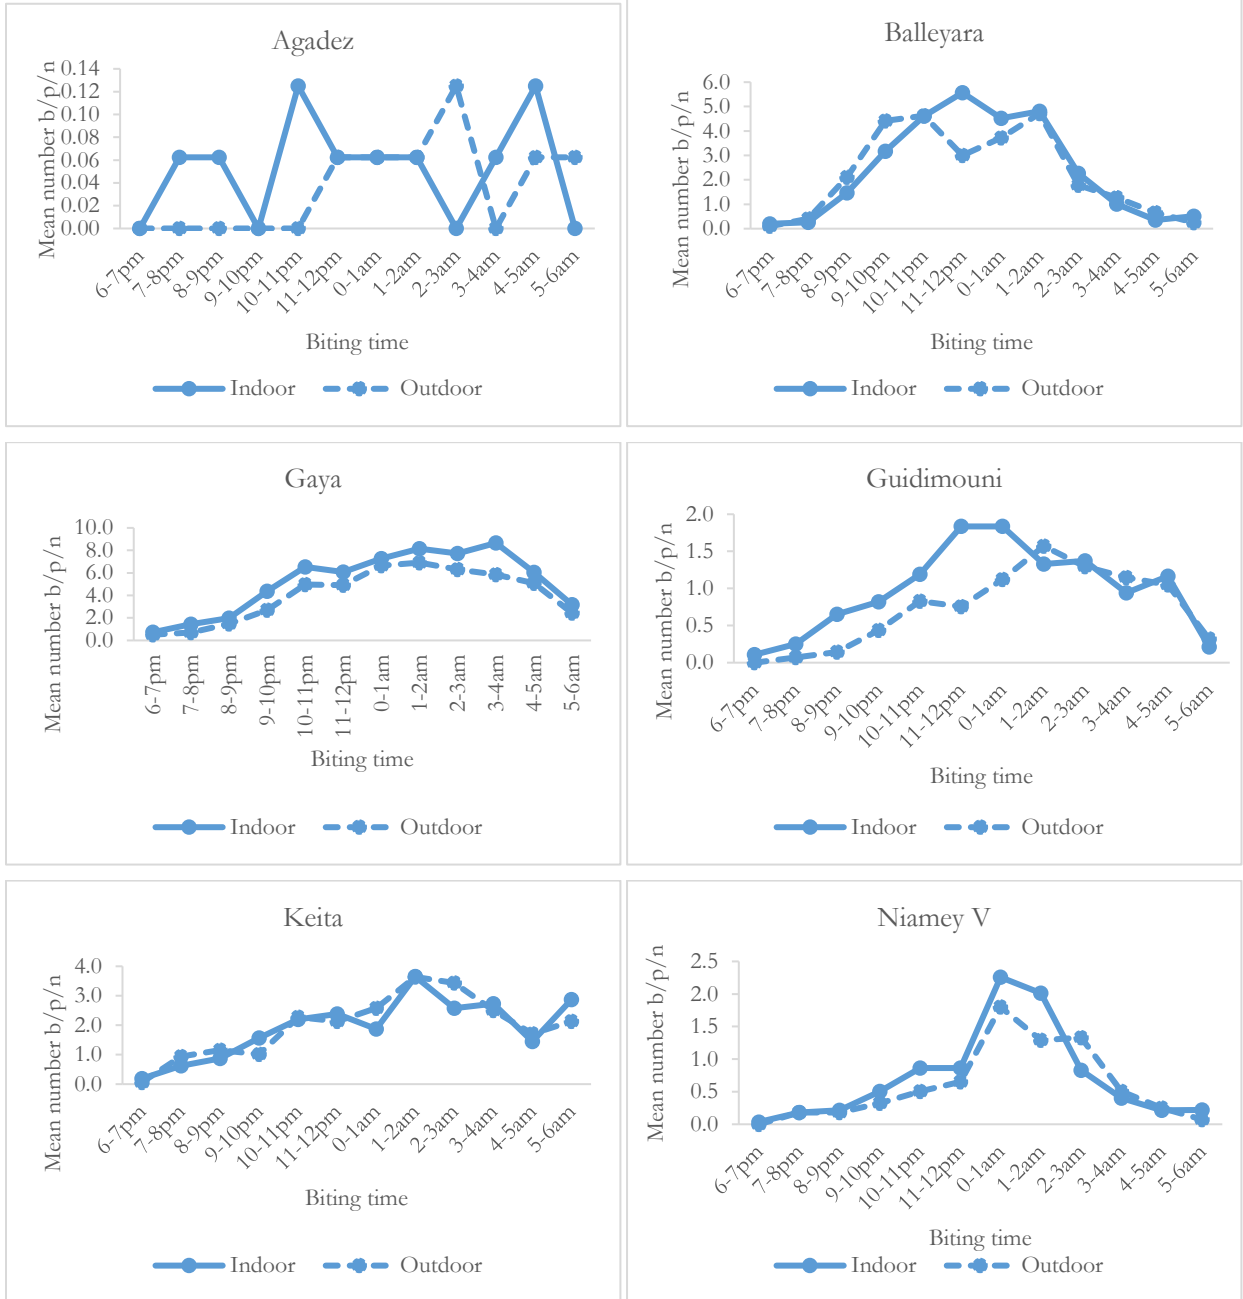 Agadez
Mean number b/p/n
0.14
0.12
0.10
0.08
0.06
0.04
0.02
0.00
6-7pm
7-8pm
8-9pm
9-10pm
10-11pm
11-12pm
0-1am
1-2am
2-3am
3-4am
4-5am
5-6am
Biting time
Indoor
Outdoor
Balleyara
Mean number b/p/n
6.0
5.0
4.0
3.0
2.0
1.0
0.0
6-7pm
7-8pm
8-9pm
9-10pm
10-11pm
11-12pm
0-1am
1-2am
2-3am
3-4am
4-5am
5-6am
Biting time
Indoor
Outdoor
Gaya
Mean number b/p/n
10.0
8.0
6.0
4.0
2.0
0.0
6-7pm
7-8pm
8-9pm
9-10pm
10-11pm
11-12pm
0-1am
1-2am
2-3am
3-4am
4-5am
5-6am
Biting time
Indoor
Outdoor
Guidimouni
Mean number b/p/n
2.0
1.5
1.0
0.5
0.0
6-7pm
7-8pm
8-9pm
9-10pm
10-11pm
11-12pm
0-1am
1-2am
2-3am
3-4am
4-5am
5-6am
Biting time
Indoor
Outdoor
Keita
Mean number b/p/n
4.0
3.0
2.0
1.0
0.0
6-7pm
7-8pm
8-9pm
9-10pm
10-11pm
11-12pm
0-1am
1-2am
2-3am
3-4am
4-5am
5-6am
Biting time
Indoor
Outdoor
Niamey V
Mean number b/p/n
2.5
2.0
1.5
1.0
0.5
0.0
6-7pm
7-8pm
8-9pm
9-10pm
10-11pm
11-12pm
0-1am
1-2am
2-3am
3-4am
4-5am
5-6am
Biting time
Indoor
Outdoor